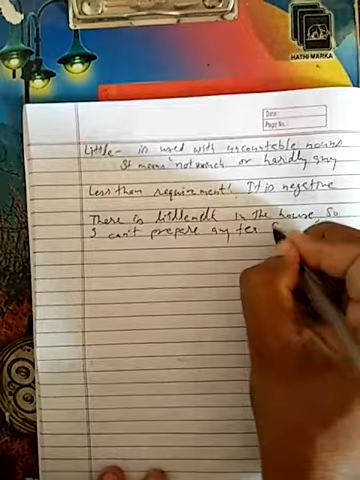 HATHI MARKA
Date:
Page No.:
Little - is used with uncountable nouns
It means 'not much or hardly any
Less then requirement' It is negative
There is little milk in the house So
I can't prepare any tea